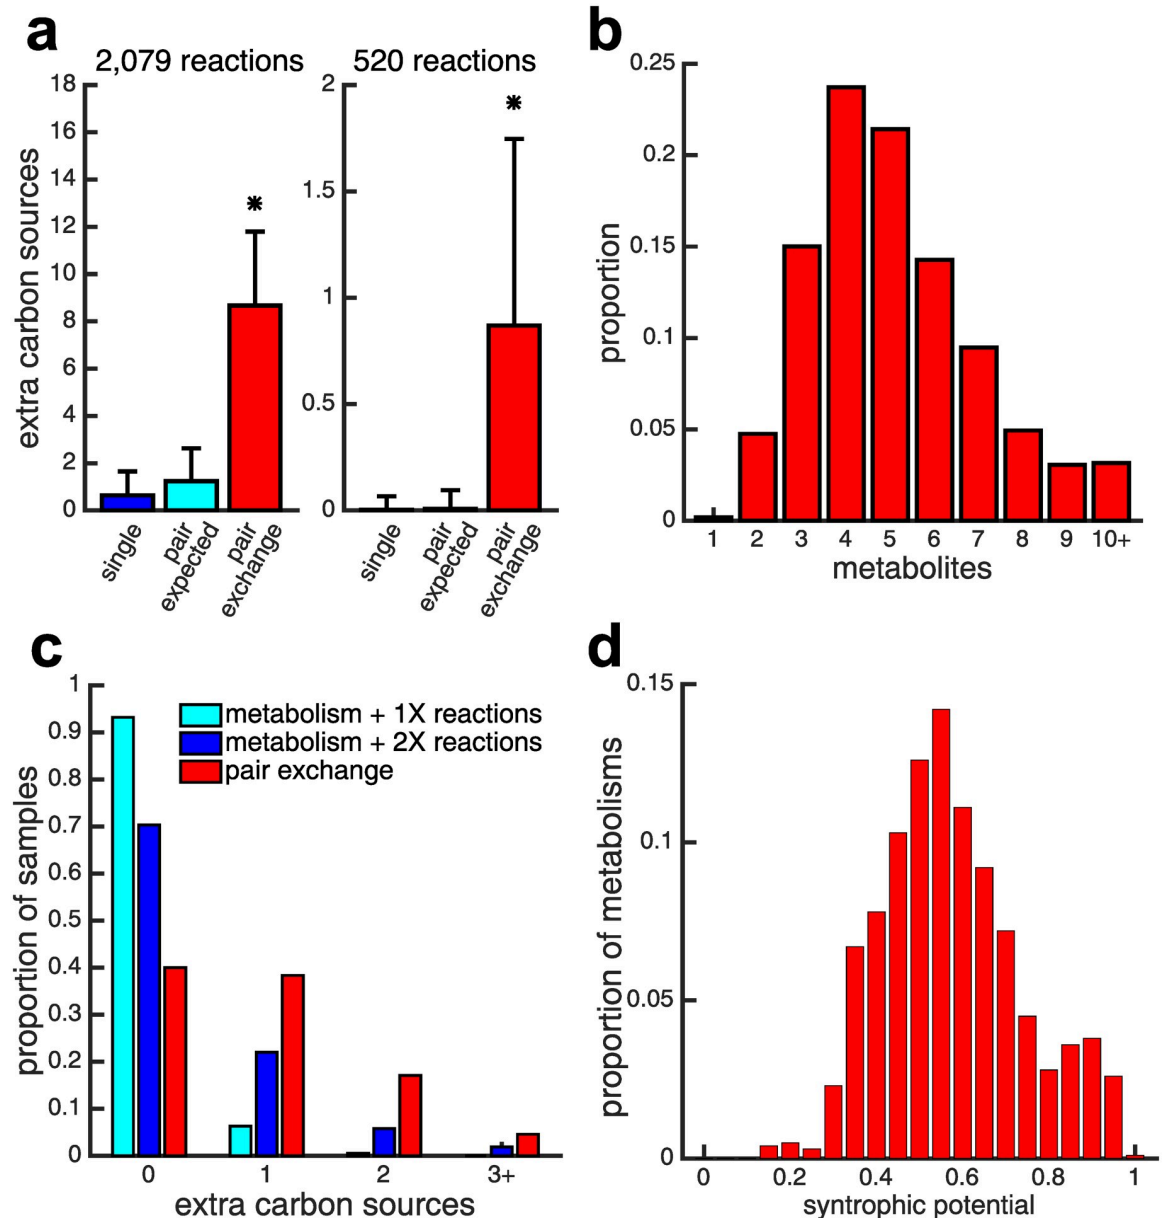 a
2,079 reactions
520 reactions
extra carbon sources
18
16
14
12
10
8
6
4
2
0
*
single
pair
expected
pair
exchange
2
1.5
1
0.5
0
*
single
pair
expected
pair
exchange
b
proportion
0.25
0.2
0.15
0.1
0.05
0
1 2 3 4 5 6 7 8 9 10+
metabolites
c
proportion of samples
1
0.9
0.8
0.7
0.6
0.5
0.4
0.3
0.2
0.1
0
metabolism + 1X reactions
metabolism + 2X reactions
pair exchange
0 1 2 3+
extra carbon sources
d
proportion of metabolisms
0.15
0.1
0.05
0
0 0.2 0.4 0.6 0.8 1
syntrophic potential